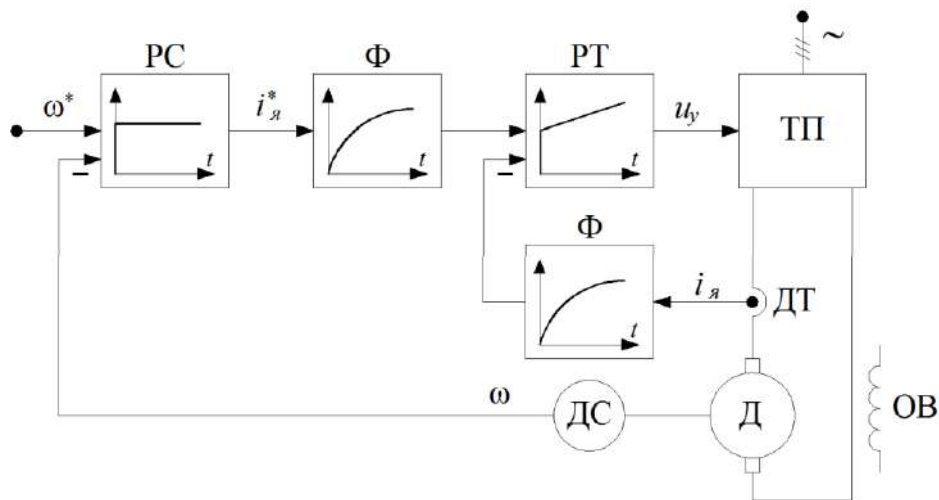 РС
Ф
РТ
~
ω*
i*я
uу
ТП
t
t
t
−
−
Ф
iя
ДТ
t
ω
ДС
Д
ОВ